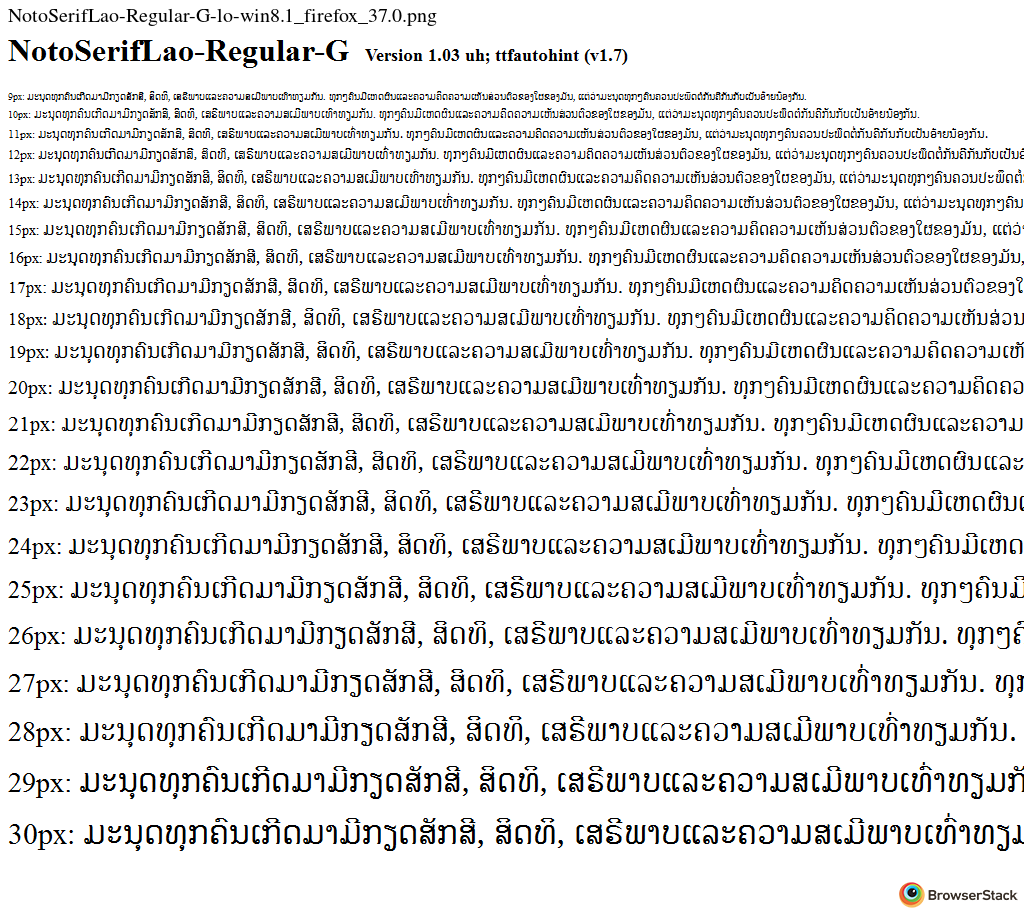 NotoSerifLao-Regular-G-lo-win8.1_firefox_37.0.png
NotoSerifLao-Regular-G Version 1.03 uh; ttfautohint (v1.7)
9px: ມະນຸດທຸກຄົນເກີດມາມີກຽດສັກສີ, ສິດທິ, ເສຣີພາບແລະຄວາມສເມີພາບເທົ່າທຽມກັນ. ທຸກໆຄົນມີເຫດຜົນແລະຄວາມຄິດຄວາມເຫັນສ່ວນຕົວຂອງໃຜຂອງມັນ, ແຕ່ວ່າມະນຸດທຸກໆຄົນຄວນປະພຶດຕໍ່ກັນຄືກັນກັບເປັນອ້າຍນ້ອງກັນ.
10px: ມະນຸດທຸກຄົນເກີດມາມີກຽດສັກສີ, ສິດທິ, ເສຣີພາບແລະຄວາມສເມີພາບເທົ່າທຽມກັນ. ທຸກໆຄົນມີເຫດຜົນແລະຄວາມຄິດຄວາມເຫັນສ່ວນຕົວຂອງໃຜຂອງມັນ, ແຕ່ວ່າມະນຸດທຸກໆຄົນຄວນປະພຶດຕໍ່ກັນຄືກັນກັບເປັນອ້າຍນ້ອງກັນ.
11px: ມະນຸດທຸກຄົນເກີດມາມີກຽດສັກສີ, ສິດທິ, ເສຣີພາບແລະຄວາມສເມີພາບເທົ່າທຽມກັນ. ທຸກໆຄົນມີເຫດຜົນແລະຄວາມຄິດຄວາມເຫັນສ່ວນຕົວຂອງໃຜຂອງມັນ, ແຕ່ວ່າມະນຸດທຸກໆຄົນຄວນປະພຶດຕໍ່ກັນຄືກັນກັບເປັນອ້າຍນ້ອງກັນ.
12px: ມະນຸດທຸກຄົນເກີດມາມີກຽດສັກສີ, ສິດທິ, ເສຣີພາບແລະຄວາມສເມີພາບເທົ່າທຽມກັນ. ທຸກໆຄົນມີເຫດຜົນແລະຄວາມຄິດຄວາມເຫັນສ່ວນຕົວຂອງໃຜຂອງມັນ, ແຕ່ວ່າມະນຸດທຸກໆຄົນຄວນປະພຶດຕໍ່ກັນຄືກັນກັບເປັນອ້
13px: ມະນຸດທຸກຄົນເກີດມາມີກຽດສັກສີ, ສິດທິ, ເສຣີພາບແລະຄວາມສເມີພາບເທົ່າທຽມກັນ. ທຸກໆຄົນມີເຫດຜົນແລະຄວາມຄິດຄວາມເຫັນສ່ວນຕົວຂອງໃຜຂອງມັນ, ແຕ່ວ່າມະນຸດທຸກໆຄົນຄວນປະພຶດຕໍ່
14px: ມະນຸດທຸກຄົນເກີດມາມີກຽດສັກສີ, ສິດທິ, ເສຣີພາບແລະຄວາມສເມີພາບເທົ່າທຽມກັນ. ທຸກໆຄົນມີເຫດຜົນແລະຄວາມຄິດຄວາມເຫັນສ່ວນຕົວຂອງໃຜຂອງມັນ, ແຕ່ວ່າມະນຸດທຸກໆຄົນ
15px: ມະນຸດທຸກຄົນເກີດມາມີກຽດສັກສີ, ສິດທິ, ເສຣີພາບແລະຄວາມສເມີພາບເທົ່າທຽມກັນ. ທຸກໆຄົນມີເຫດຜົນແລະຄວາມຄິດຄວາມເຫັນສ່ວນຕົວຂອງໃຜຂອງມັນ, ແຕ່ວ່າ
16px: ມະນຸດທຸກຄົນເກີດມາມີກຽດສັກສີ, ສິດທິ, ເສຣີພາບແລະຄວາມສເມີພາບເທົ່າທຽມກັນ. ທຸກໆຄົນມີເຫດຜົນແລະຄວາມຄິດຄວາມເຫັນສ່ວນຕົວຂອງໃຜຂອງມັນ,
17px: ມະນຸດທຸກຄົນເກີດມາມີກຽດສັກສີ, ສິດທິ, ເສຣີພາບແລະຄວາມສເມີພາບເທົ່າທຽມກັນ. ທຸກໆຄົນມີເຫດຜົນແລະຄວາມຄິດຄວາມເຫັນສ່ວນຕົວຂອງໃ
18px: ມະນຸດທຸກຄົນເກີດມາມີກຽດສັກສີ, ສິດທິ, ເສຣີພາບແລະຄວາມສເມີພາບເທົ່າທຽມກັນ. ທຸກໆຄົນມີເຫດຜົນແລະຄວາມຄິດຄວາມເຫັນສ່ວນ
19px: ມະນຸດທຸກຄົນເກີດມາມີກຽດສັກສີ, ສິດທິ, ເສຣີພາບແລະຄວາມສເມີພາບເທົ່າທຽມກັນ. ທຸກໆຄົນມີເຫດຜົນແລະຄວາມຄິດຄວາມເຫັ
20px: ມະນຸດທຸກຄົນເກີດມາມີກຽດສັກສີ, ສິດທິ, ເສຣີພາບແລະຄວາມສເມີພາບເທົ່າທຽມກັນ. ທຸກໆຄົນມີເຫດຜົນແລະຄວາມຄິດຄວ
21px: ມະນຸດທຸກຄົນເກີດມາມີກຽດສັກສີ, ສິດທິ, ເສຣີພາບແລະຄວາມສເມີພາບເທົ່າທຽມກັນ. ທຸກໆຄົນມີເຫດຜົນແລະຄວາມ
22px: ມະນຸດທຸກຄົນເກີດມາມີກຽດສັກສີ, ສິດທິ, ເສຣີພາບແລະຄວາມສເມີພາບເທົ່າທຽມກັນ. ທຸກໆຄົນມີເຫດຜົນແລະ
23px: ມະນຸດທຸກຄົນເກີດມາມີກຽດສັກສີ, ສິດທິ, ເສຣີພາບແລະຄວາມສເມີພາບເທົ່າທຽມກັນ. ທຸກໆຄົນມີເຫດຜົນແ
24px: ມະນຸດທຸກຄົນເກີດມາມີກຽດສັກສີ, ສິດທິ, ເສຣີພາບແລະຄວາມສເມີພາບເທົ່າທຽມກັນ. ທຸກໆຄົນມີເຫດ
25px: ມະນຸດທຸກຄົນເກີດມາມີກຽດສັກສີ, ສິດທິ, ເສຣີພາບແລະຄວາມສເມີພາບເທົ່າທຽມກັນ. ທຸກໆຄົນມີ
26px: ມະນຸດທຸກຄົນເກີດມາມີກຽດສັກສີ, ສິດທິ, ເສຣີພາບແລະຄວາມສເມີພາບເທົ່າທຽມກັນ. ທຸກໆຄົ
27px: ມະນຸດທຸກຄົນເກີດມາມີກຽດສັກສີ, ສິດທິ, ເສຣີພາບແລະຄວາມສເມີພາບເທົ່າທຽມກັນ. ທຸກ
28px: ມະນຸດທຸກຄົນເກີດມາມີກຽດສັກສີ, ສິດທິ, ເສຣີພາບແລະຄວາມສເມີພາບເທົ່າທຽມກັນ.
29px: ມະນຸດທຸກຄົນເກີດມາມີກຽດສັກສີ, ສິດທິ, ເສຣີພາບແລະຄວາມສເມີພາບເທົ່າທຽມກັ
30px: ມະນຸດທຸກຄົນເກີດມາມີກຽດສັກສີ, ສິດທິ, ເສຣີພາບແລະຄວາມສເມີພາບເທົ່າທຽມ
BrowserStack